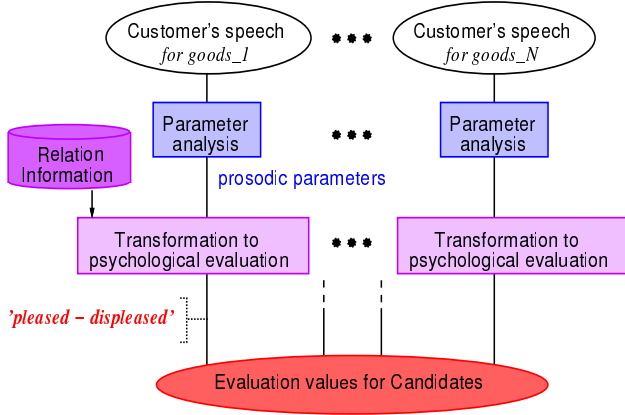 Customer's speech
for goods_1
Customer's speech
for goods_N
Parameter
analysis
Parameter
analysis
Relation
Information
prosodic parameters
Transformation to
psychological evaluation
Transformation to
psychological evaluation
'pleased – displeased'
Evaluation values for Candidates